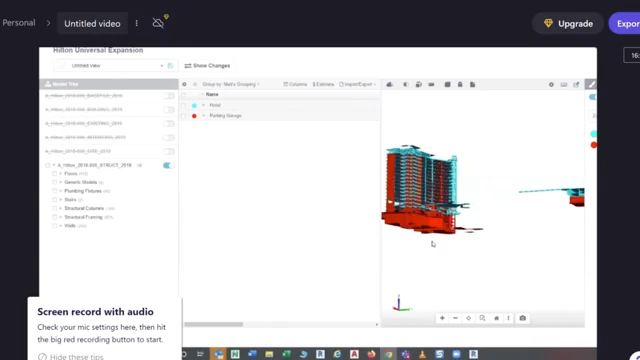 Personal > Untitled video
Upgrade
Export
Hilton Universal Expansion
Untitled View
Show Changes
Model Tree
Group by: Matt's Grouping
Columns
$ Estimate
Import/Export
Name
Hotel
Parking Garage
A_Hilton_2018.000_STRUCT_2018
Floors
Generic Models
Plumbing Fixtures
Stairs
Structural Columns
Structural Framing
Walls
Screen record with audio
Check your mic settings here, then hit
the big red recording button to start.
Hide these tips